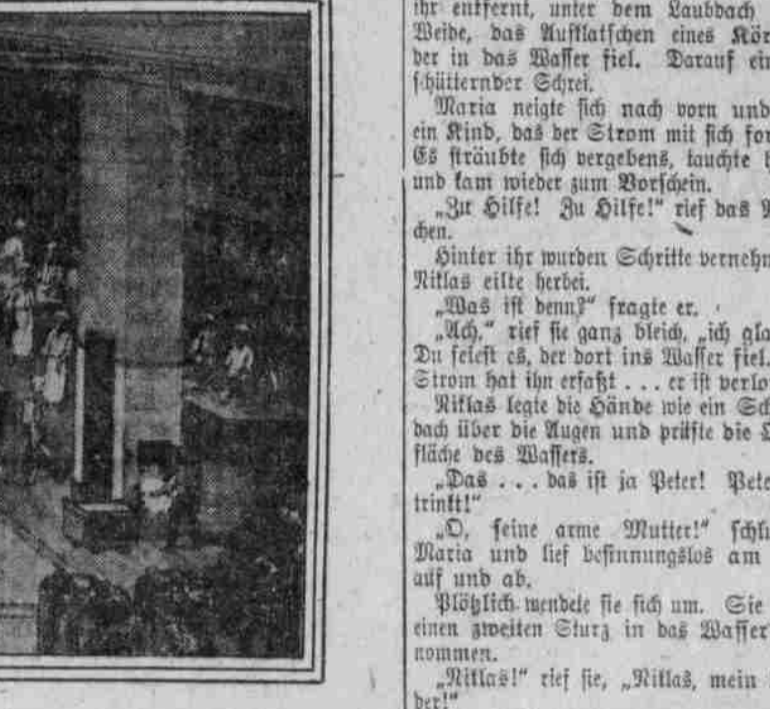 ihr entfernt, unter dem Laubdach
Weide, das Aufklatschen eines Kör
der in das Wasser fiel. Darauf ein
schütternder Schrei.
Maria neigte sich nach vorn und
ein Kind, das der Strom mit sich for
Es sträubte sich vergebens, tauchte
und kam wieder zum Vorschein.
„Zu Hilfe! Zu Hilfe!“ rief das
chen.
Hinter ihr wurden Schritte vernehm
Niklas eilte herbei.
„Was ist denn?“ fragte er.
„Ach,“ rief sie ganz bleich, „ich gla
Du seiest es, der dort ins Wasser fiel.
Strom hat ihn erfaßt . . . er ist verlo
Niklas legte die Hände wie ein Sch
dach über die Augen und prüfte die
fläche des Wassers.
„Das . . . das ist ja Peter! Pete
trinkt!“
„O, seine arme Mutter!“ schlu
Maria und lief besinnungslos am
auf und ab.
Plötzlich wendete sie sich um. Sie
einen zweiten Sturz in das Wasser
nommen.
„Niklas!“ rief sie, „Niklas, mein
der!“